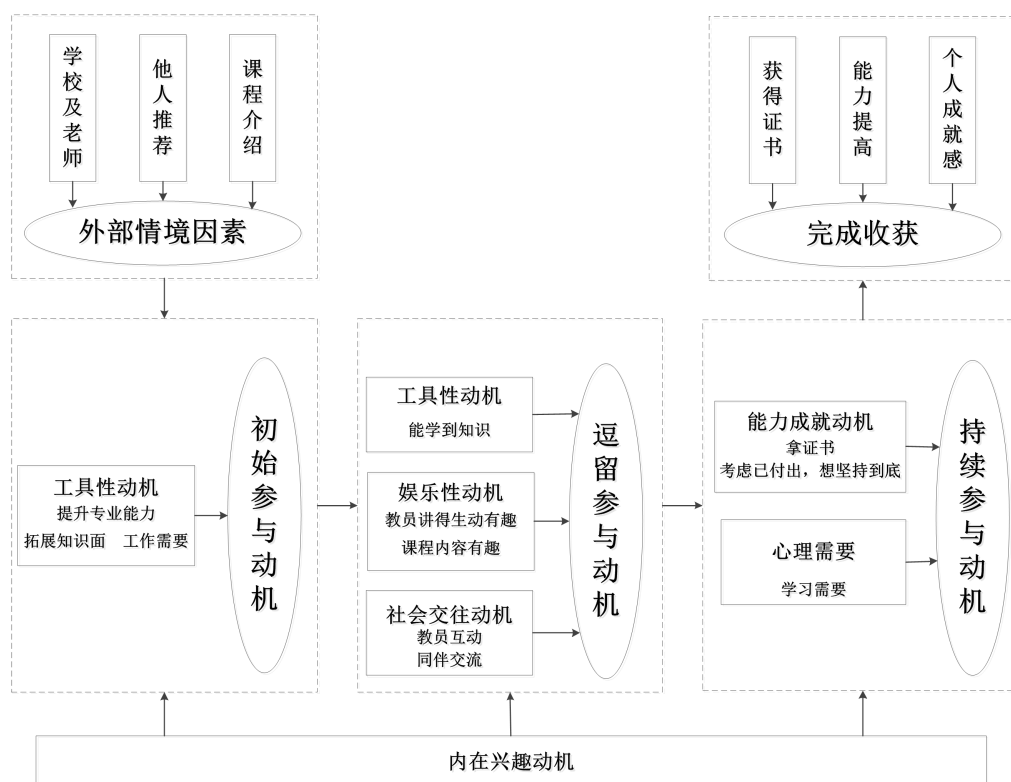 学校及老师
他人推荐
课程介绍
外部情境因素
获得证书
能力提高
个人成就感
完成收获
工具性动机
提升专业能力
拓展知识面 工作需要
初始参与动机
工具性动机
能学到知识
娱乐性动机
教员讲得生动有趣
课程内容有趣
社会交往动机
教员互动
同伴交流
逗留参与动机
能力成就动机
拿证书
考虑已付出，想坚持到底
心理需要
学习需要
持续参与动机
内在兴趣动机